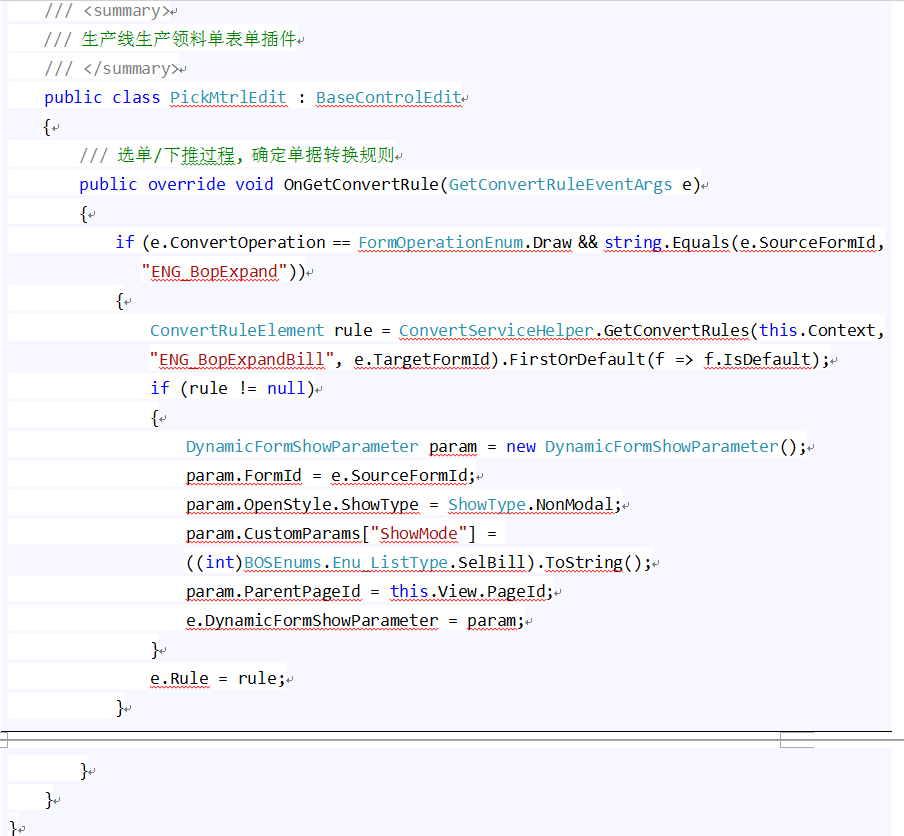 /// <summary>
/// 生产线生产领料单表单插件
/// </summary>
public class PickMtrlEdit : BaseControlEdit
{
/// 选单/下推过程, 确定单据转换规则
public override void OnGetConvertRule(GetConvertRuleEventArgs e)
{
if (e.ConvertOperation == FormOperationEnum.Draw && string.Equals(e.SourceFormId,
"ENG_BopExpand"))
{
ConvertRuleElement rule = ConvertServiceHelper.GetConvertRules(this.Context,
"ENG_BopExpandBill", e.TargetFormId).FirstOrDefault(f => f.IsDefault);
if (rule != null)
{
DynamicFormShowParameter param = new DynamicFormShowParameter();
param.FormId = e.SourceFormId;
param.OpenStyle.ShowType = ShowType.NonModal;
param.CustomParams["ShowMode"] =
((int)BOSEnums.Enu_ListType.SelBill).ToString();
param.ParentPageId = this.View.PageId;
e.DynamicFormShowParameter = param;
}
e.Rule = rule;
}
}
}
}